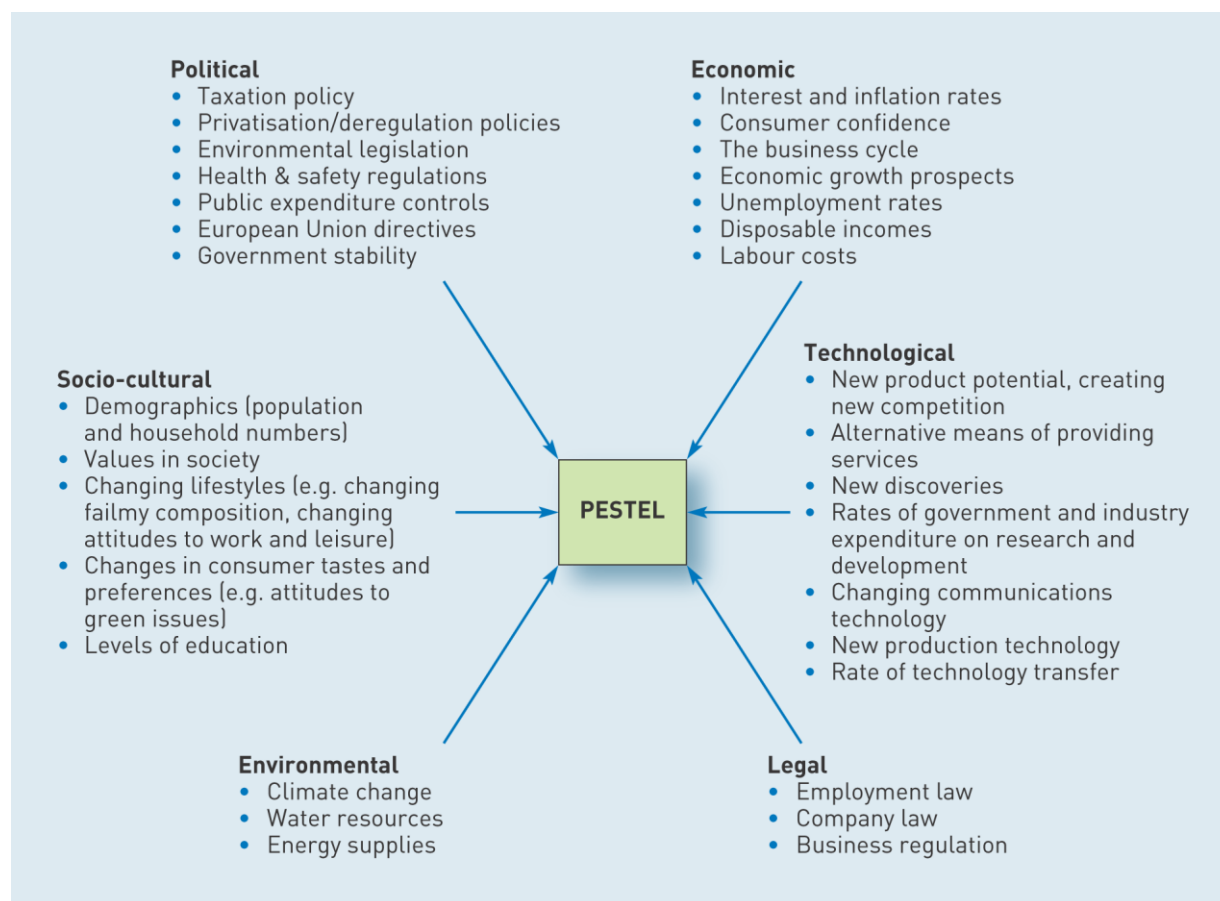 Political
• Taxation policy
• Privatisation/deregulation policies
• Environmental legislation
• Health & safety regulations
• Public expenditure controls
• European Union directives
• Government stability
Economic
• Interest and inflation rates
• Consumer confidence
• The business cycle
• Economic growth prospects
• Unemployment rates
• Disposable incomes
• Labour costs
Socio-cultural
• Demographics (population
and household numbers)
• Values in society
• Changing lifestyles (e.g. changing
failmy composition, changing
attitudes to work and leisure)
• Changes in consumer tastes and
preferences (e.g. attitudes to
green issues)
• Levels of education
PESTEL
Technological
• New product potential, creating
new competition
• Alternative means of providing
services
• New discoveries
• Rates of government and industry
expenditure on research and
development
• Changing communications
technology
• New production technology
• Rate of technology transfer
Environmental
• Climate change
• Water resources
• Energy supplies
Legal
• Employment law
• Company law
• Business regulation